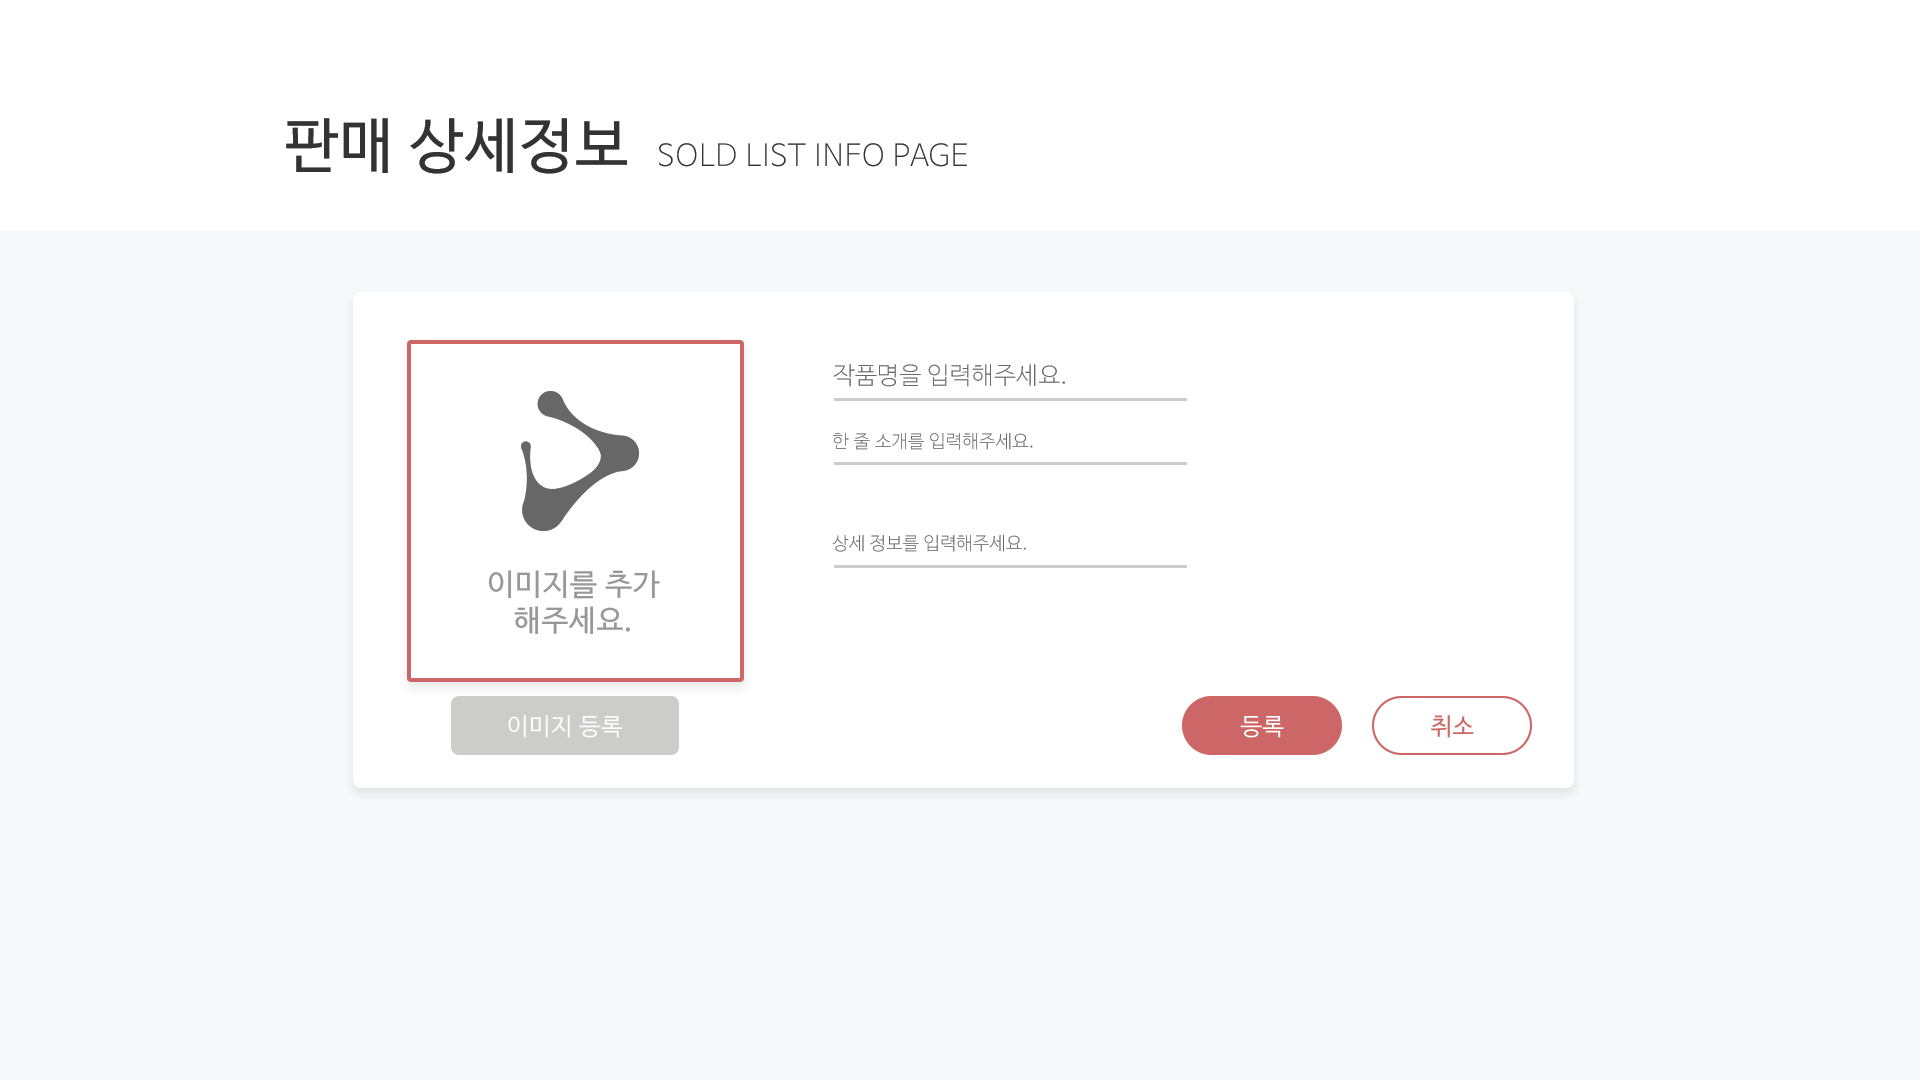 판매 상세정보 SOLD LIST INFO PAGE
이미지를 추가
해주세요.
이미지 등록
작품명을 입력해주세요.
한 줄 소개를 입력해주세요.
상세 정보를 입력해주세요.
등록
취소